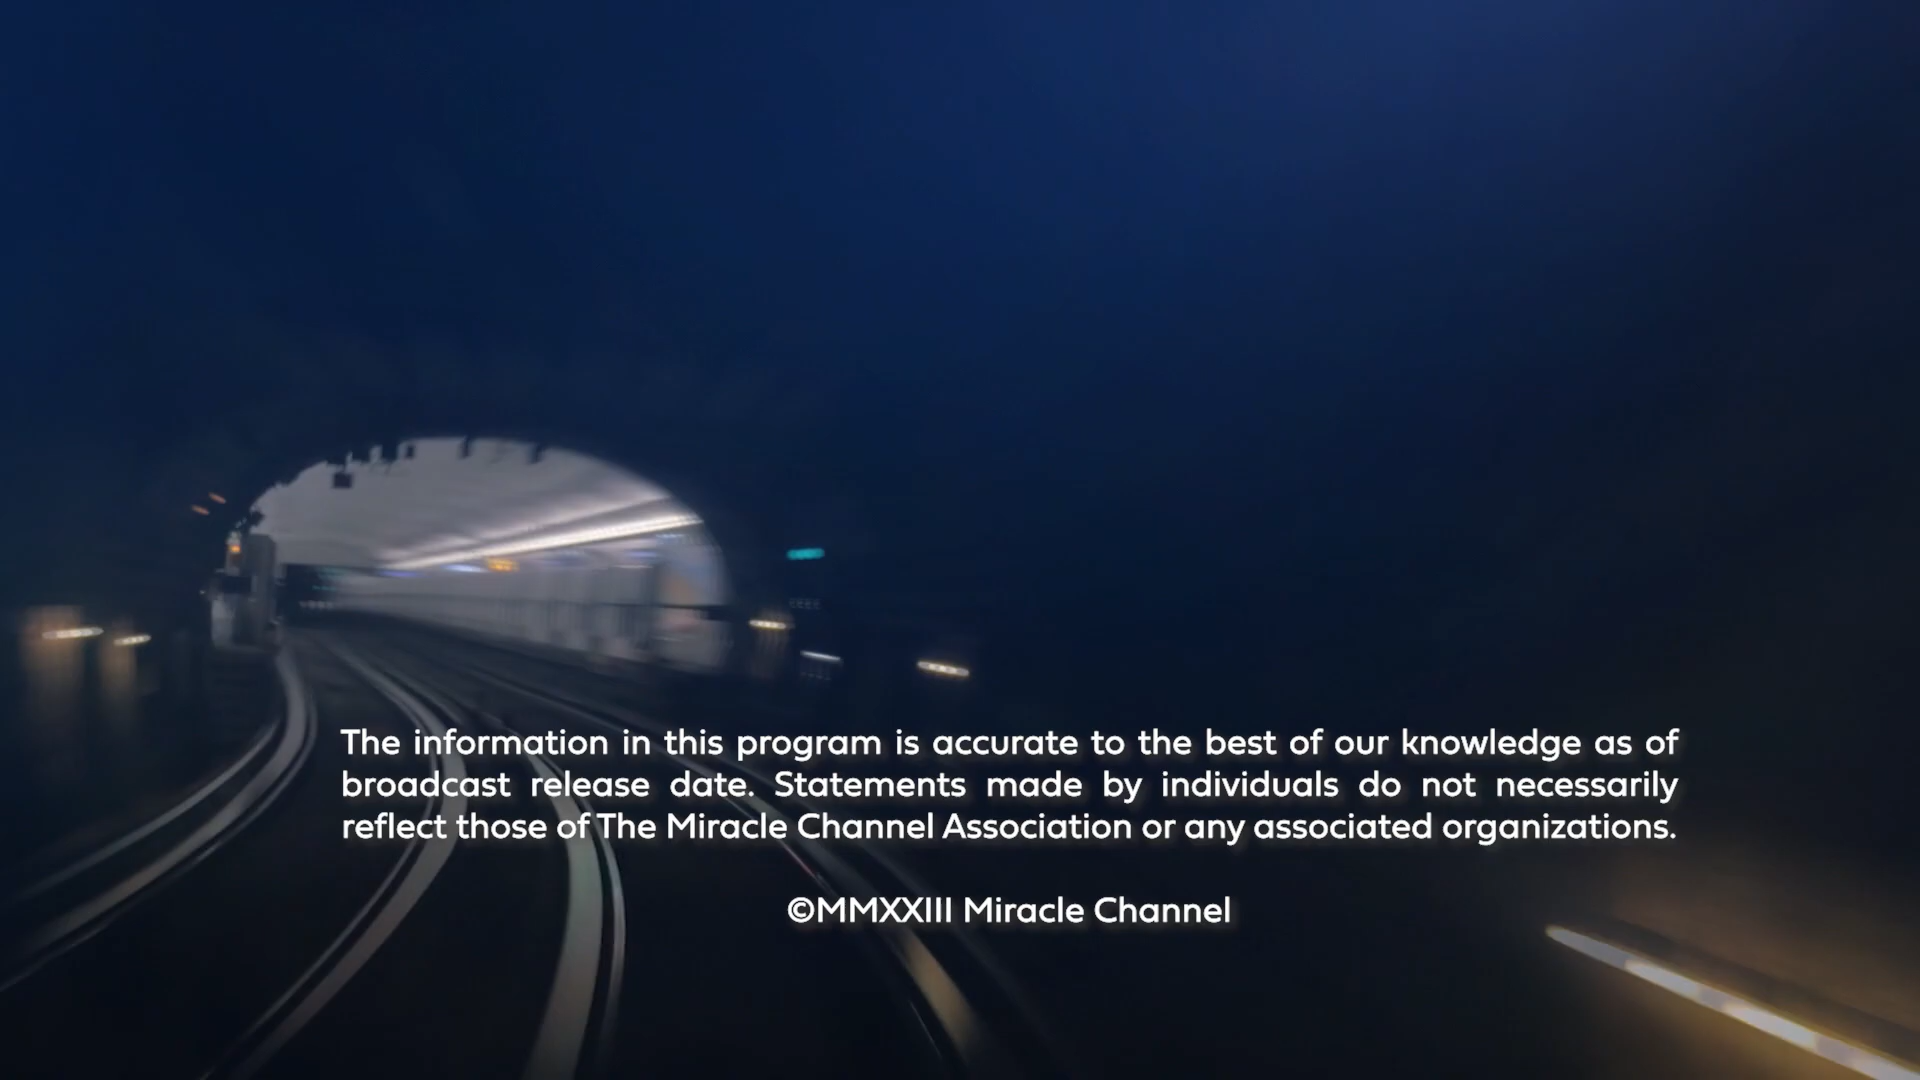 The information in this program is accurate to the best of our knowledge as of
broadcast release date. Statements made by individuals do not necessarily
reflect those of The Miracle Channel Association or any associated organizations.
©MMXXIII Miracle Channel